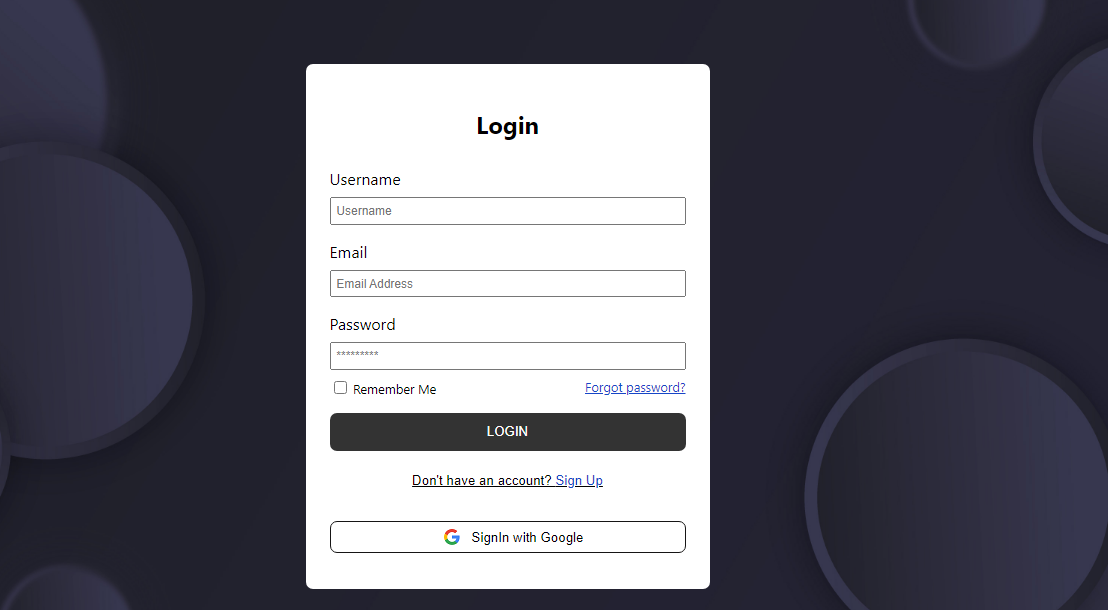 Login
Username
Username
Email
Email Address
Password
*********
Remember Me Forgot password?
LOGIN
Don't have an account? Sign Up
SignIn with Google